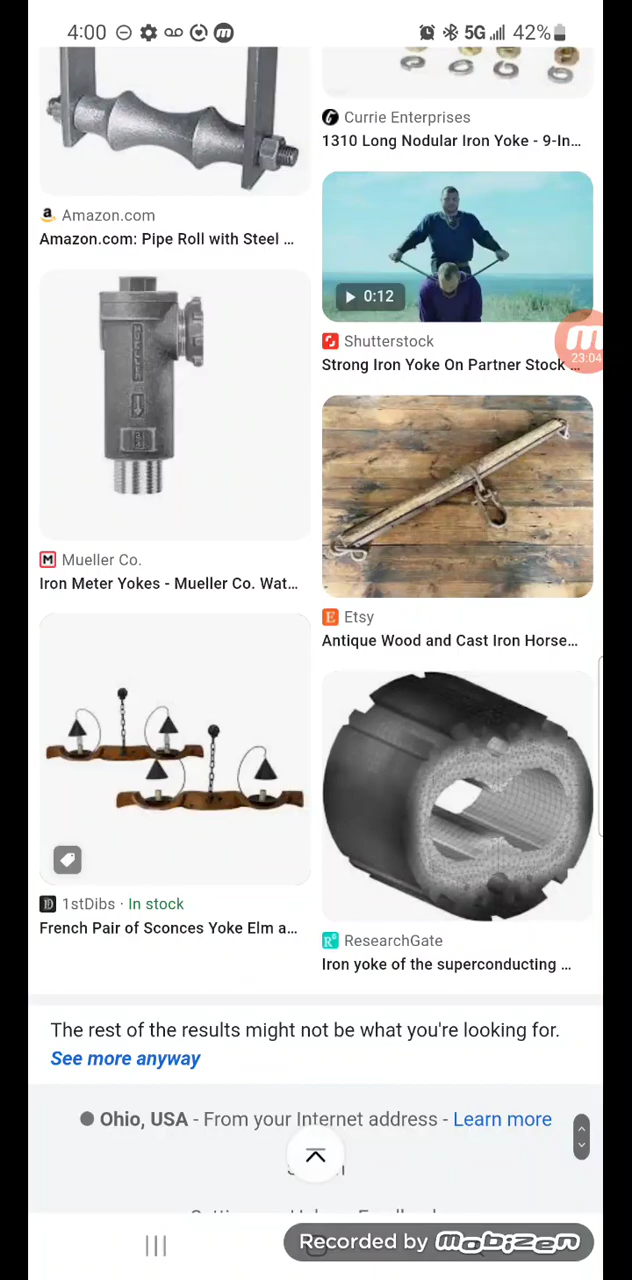 4:00
5G 42%
Currie Enterprises
1310 Long Nodular Iron Yoke - 9-In...
a Amazon.com
Amazon.com: Pipe Roll with Steel ...
0:12
Shutterstock
Strong Iron Yoke On Partner Stock ...
23:04
MUELLER
M Mueller Co.
Iron Meter Yokes - Mueller Co. Wat...
E Etsy
Antique Wood and Cast Iron Horse...
1stDibs · In stock
French Pair of Sconces Yoke Elm a...
ResearchGate
Iron yoke of the superconducting ...
The rest of the results might not be what you're looking for.
See more anyway
Ohio, USA - From your Internet address - Learn more
Recorded by mobizen